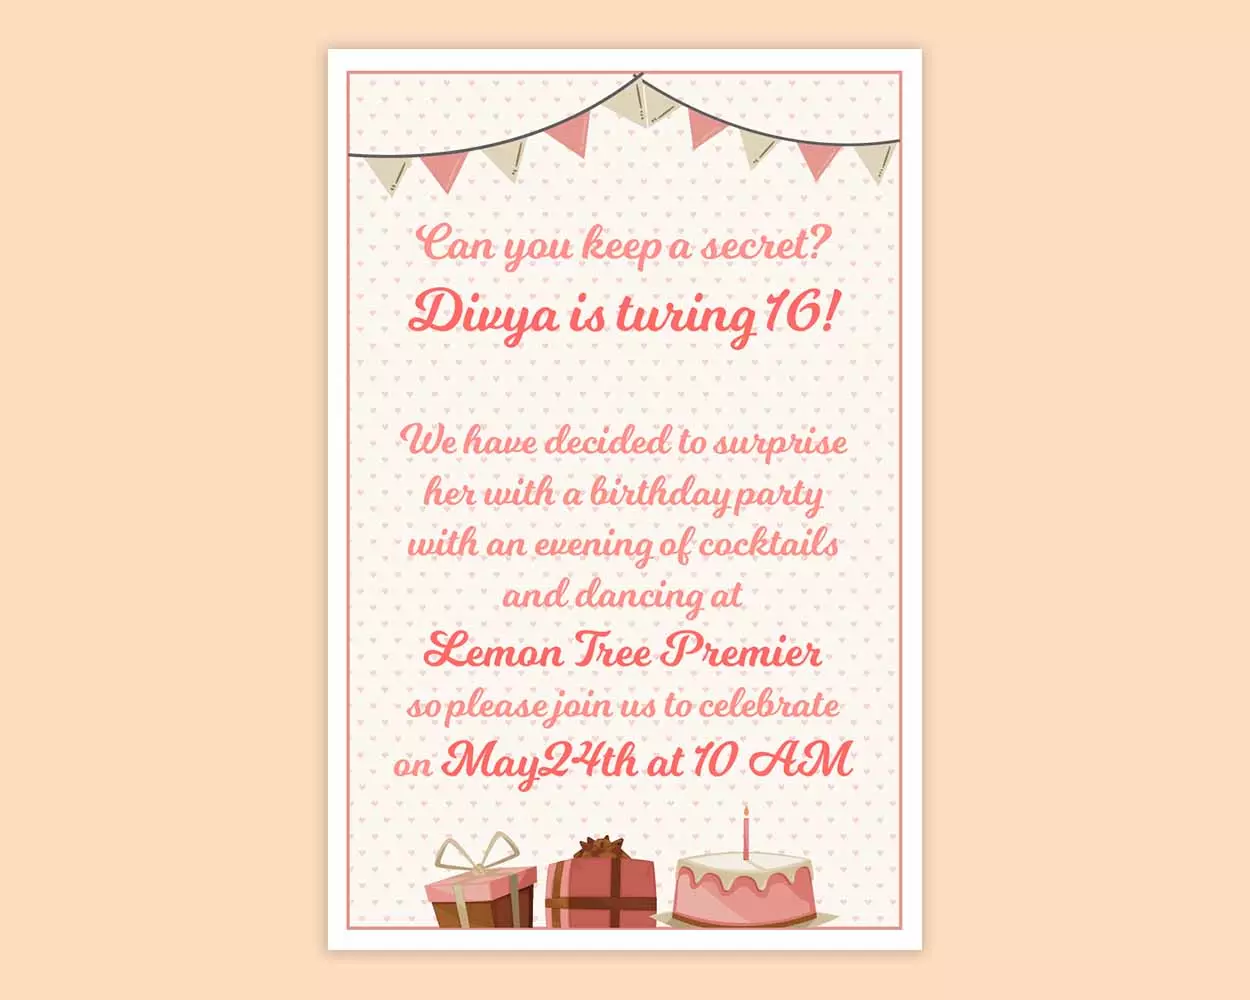 Can you keep a secret?
Divya is turing 16!
We have decided to surprise
her with a birthday party
with an evening of cocktails
and dancing at
Lemon Tree Premier
so please join us to celebrate
on May 24th at 10 AM